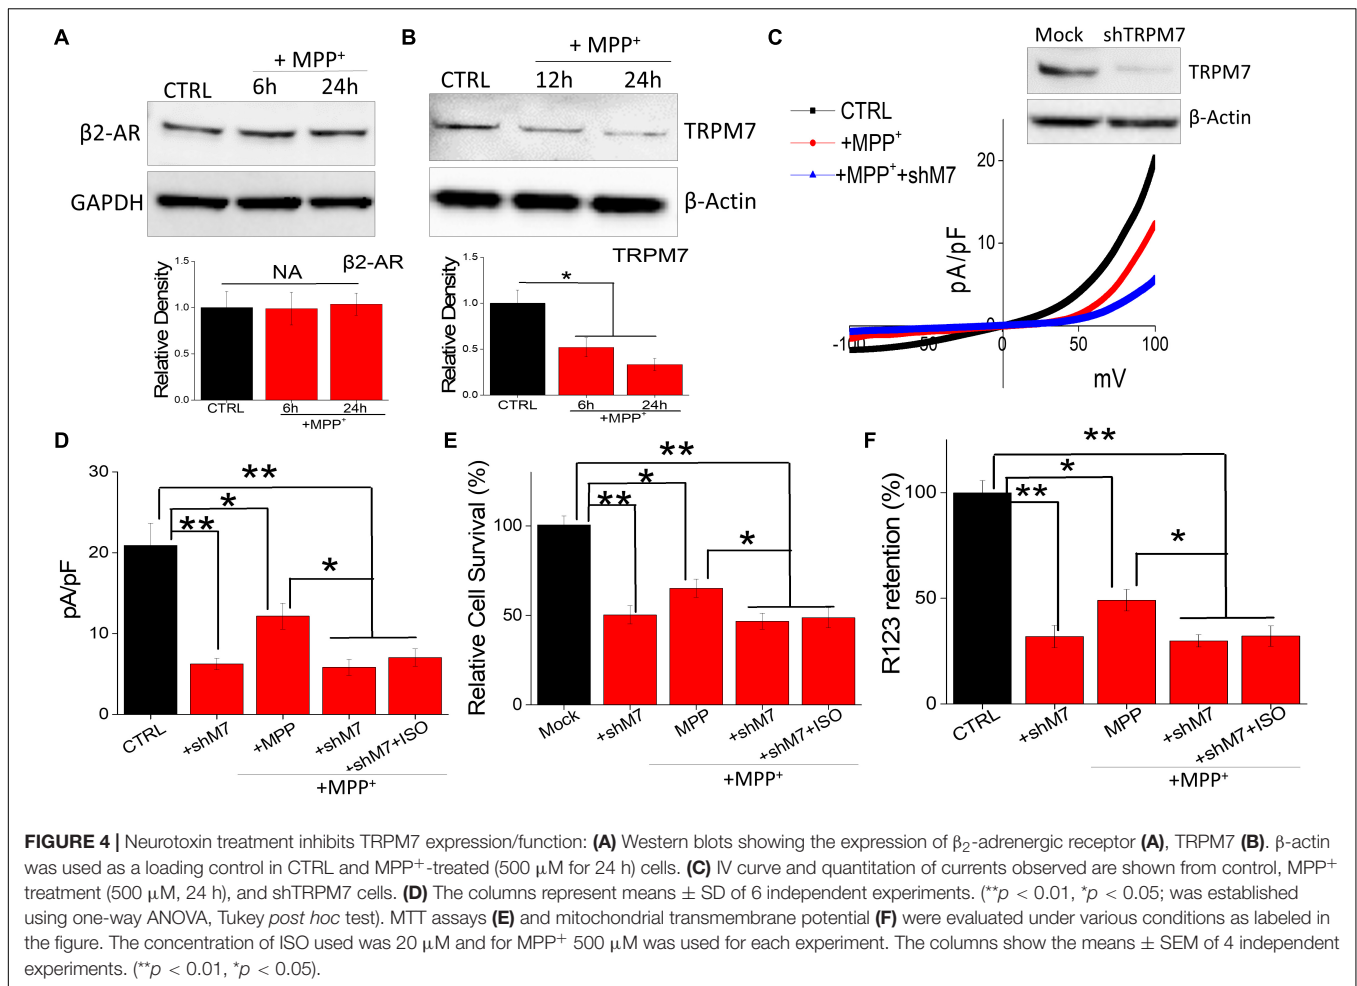 A
+ MPP⁺
CTRL 6h 24h
β2-AR
GAPDH
Relative Density
1.5
1.0
0.5
0.0
NA
β2-AR
CTRL 6h 24h
+MPP⁺
B
+ MPP⁺
CTRL 12h 24h
TRPM7
β-Actin
Relative Density
1.5
1.0
0.5
0.0
TRPM7
*
CTRL 6h 24h
+MPP⁺
C
Mock shTRPM7
TRPM7
β-Actin
CTRL
+MPP⁺
+MPP⁺+shM7
pA/pF
20
10
0
-100 50 0 50 100
mV
D
30
20
10
0
pA/pF
**
*
**
*
CTRL +shM7 +MPP +shM7 +shM7+ISO
+MPP⁺
E
Relative Cell Survival (%)
100
50
0
**
*
**
*
Mock +shM7 MPP +shM7 +shM7+ISO
+MPP⁺
F
R123 retention (%)
100
50
0
**
*
**
*
CTRL +shM7 MPP +shM7 +shM7+ISO
+MPP⁺
FIGURE 4 | Neurotoxin treatment inhibits TRPM7 expression/function: (A) Western blots showing the expression of β₂-adrenergic receptor (A), TRPM7 (B). β-actin
was used as a loading control in CTRL and MPP⁺-treated (500 μM for 24 h) cells. (C) IV curve and quantitation of currents observed are shown from control, MPP⁺
treatment (500 μM, 24 h), and shTRPM7 cells. (D) The columns represent means ± SD of 6 independent experiments. (**p < 0.01, *p < 0.05; was established
using one-way ANOVA, Tukey post hoc test). MTT assays (E) and mitochondrial transmembrane potential (F) were evaluated under various conditions as labeled in
the figure. The concentration of ISO used was 20 μM and for MPP⁺ 500 μM was used for each experiment. The columns show the means ± SEM of 4 independent
experiments. (**p < 0.01, *p < 0.05).